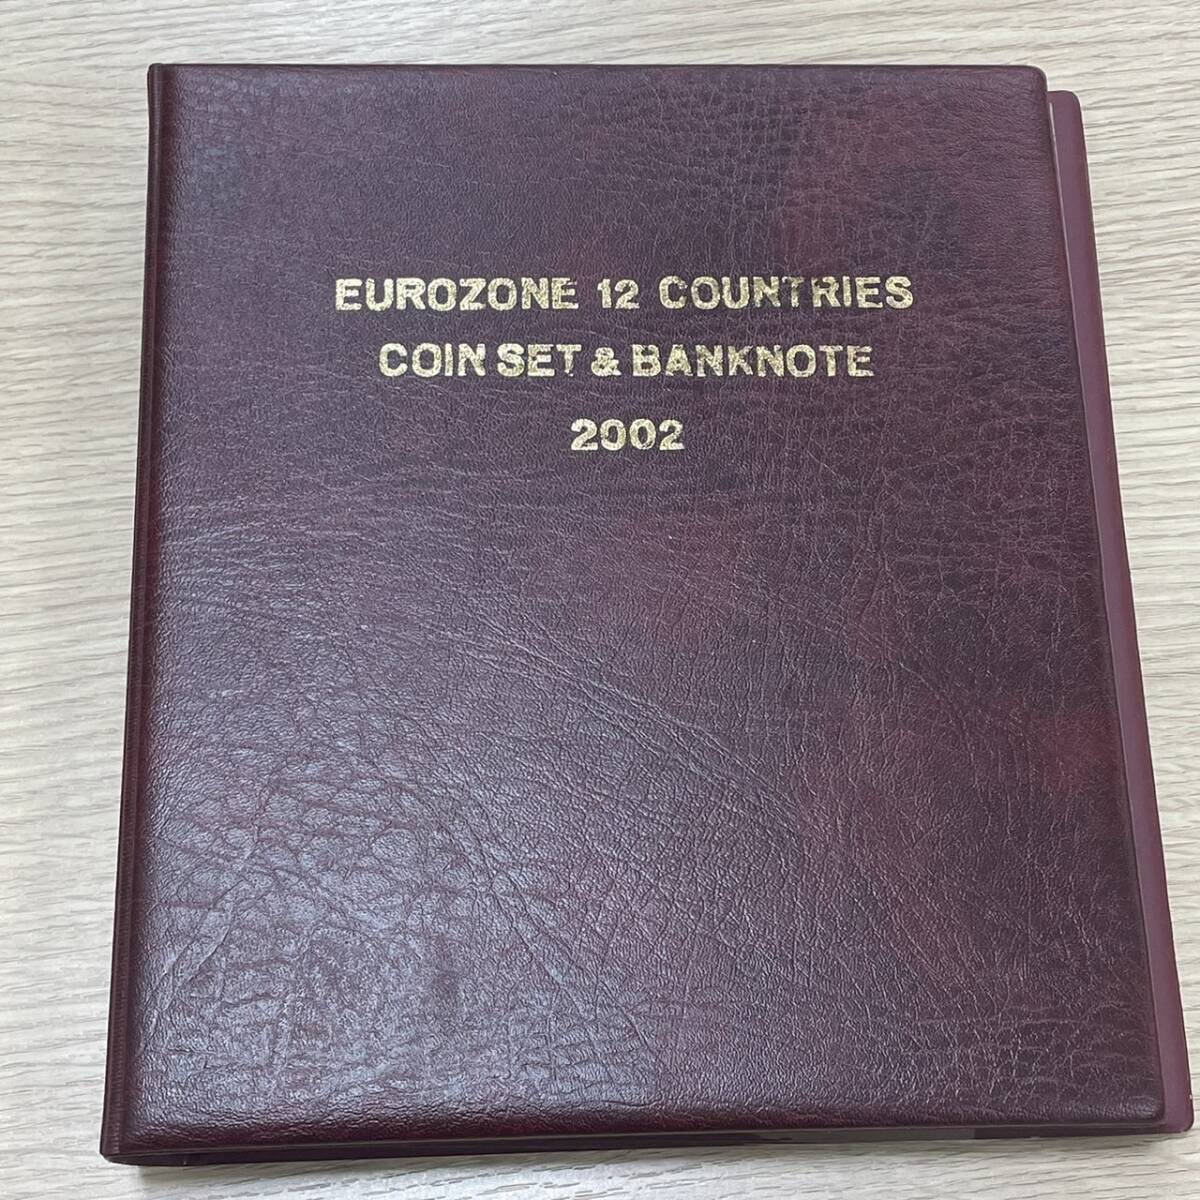 EUROZONE 12 COUNTRIES
COIN SET & BANKNOTE
2002